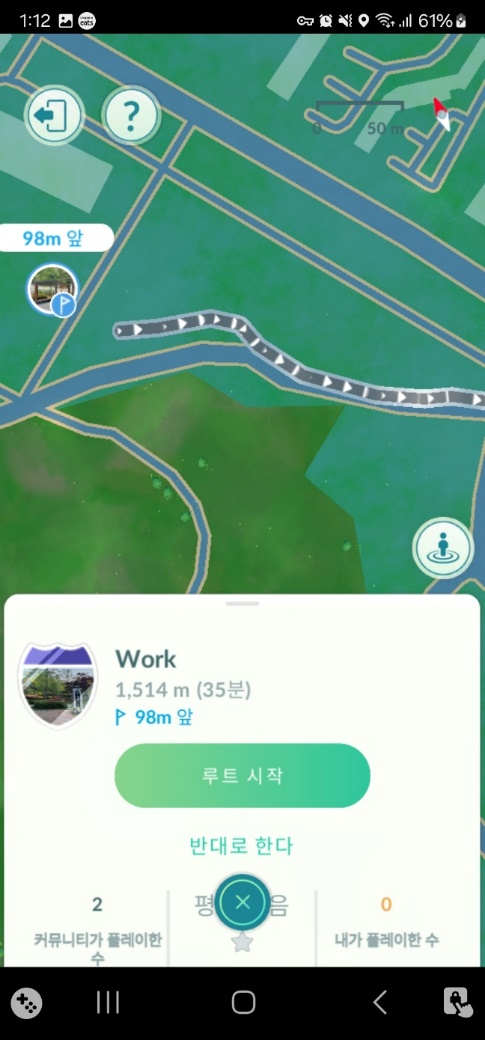 1:12
61%
?
0 50 m
98m 앞
Work
1,514 m (35분)
98m 앞
루트 시작
반대로 한다
2
0
커뮤니티가 플레이한 수
내가 플레이한 수